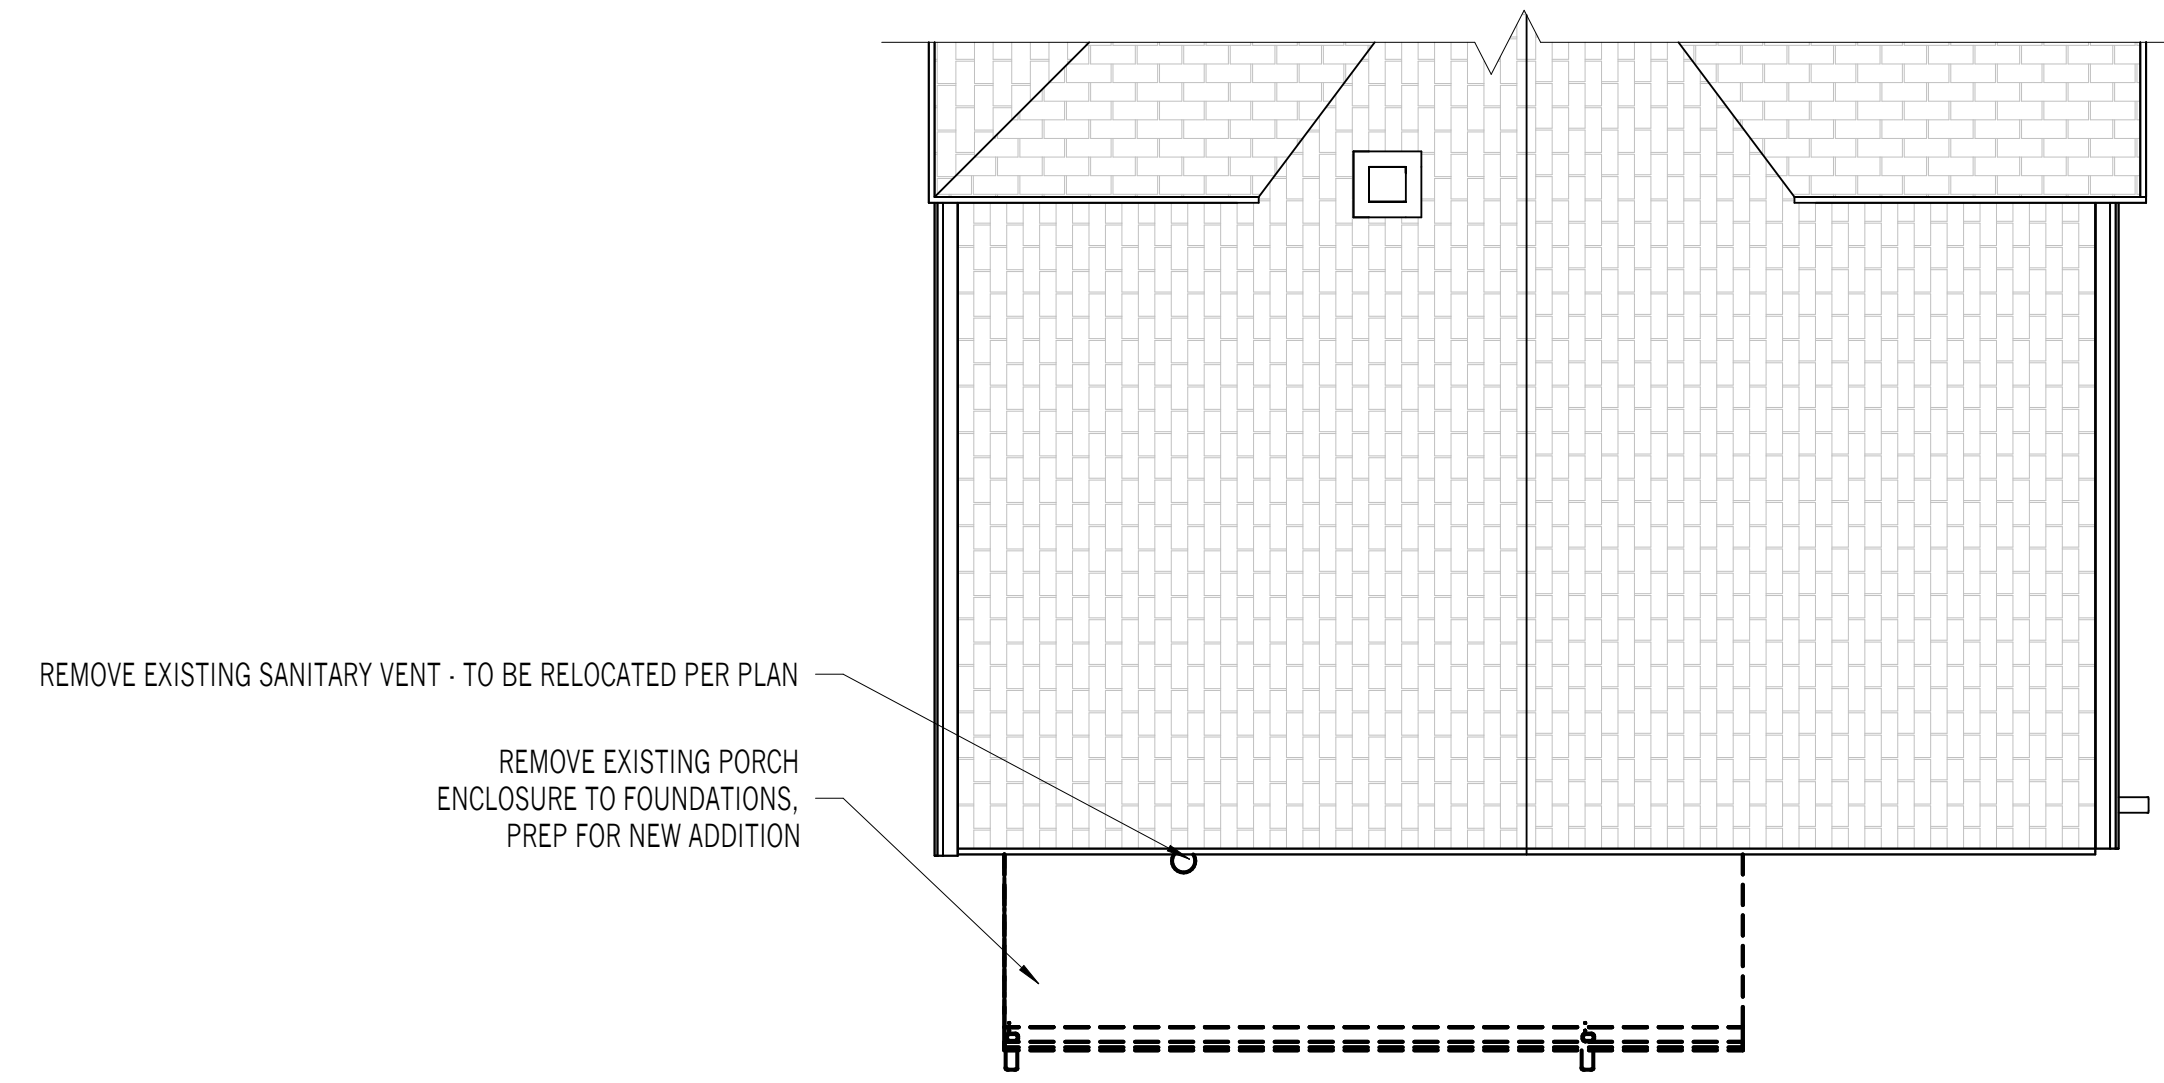 REMOVE EXISTING SANITARY VENT - TO BE RELOCATED PER PLAN
REMOVE EXISTING PORCH
ENCLOSURE TO FOUNDATIONS,
PREP FOR NEW ADDITION